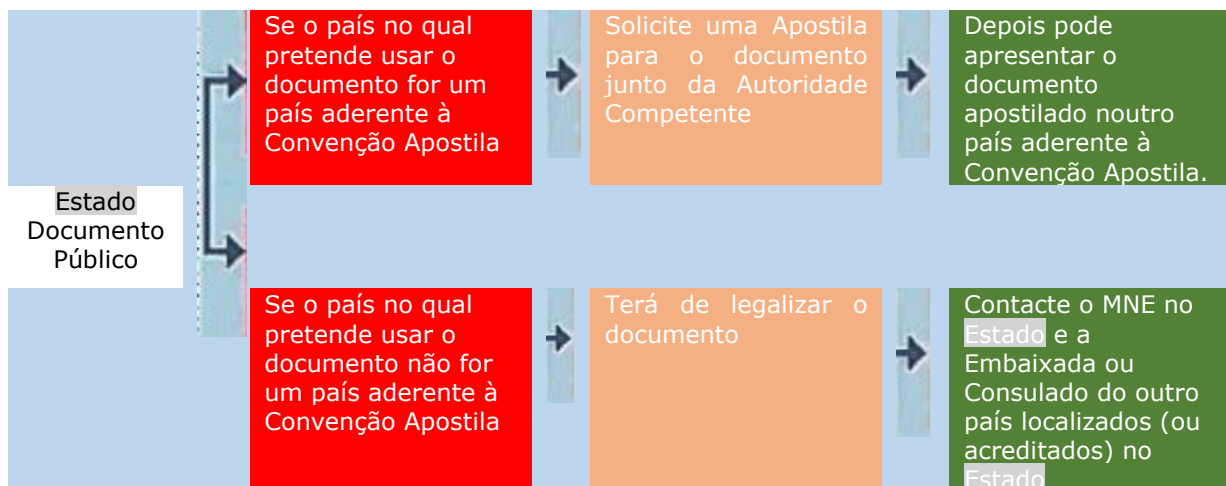 Estado
Documento
Público
Se o país no qual
pretende usar o
documento for um
país aderente à
Convenção Apostila
Solicite uma Apostila
para o documento
junto da Autoridade
Competente
Depois pode
apresentar o
documento
apostilado noutro
país aderente à
Convenção Apostila.
Se o país no qual
pretende usar o
documento não for
um país aderente à
Convenção Apostila
Terá de legalizar o
documento
Contacte o MNE no
Estado e a
Embaixada ou
Consulado do outro
país localizados (ou
acreditados) no
Estado